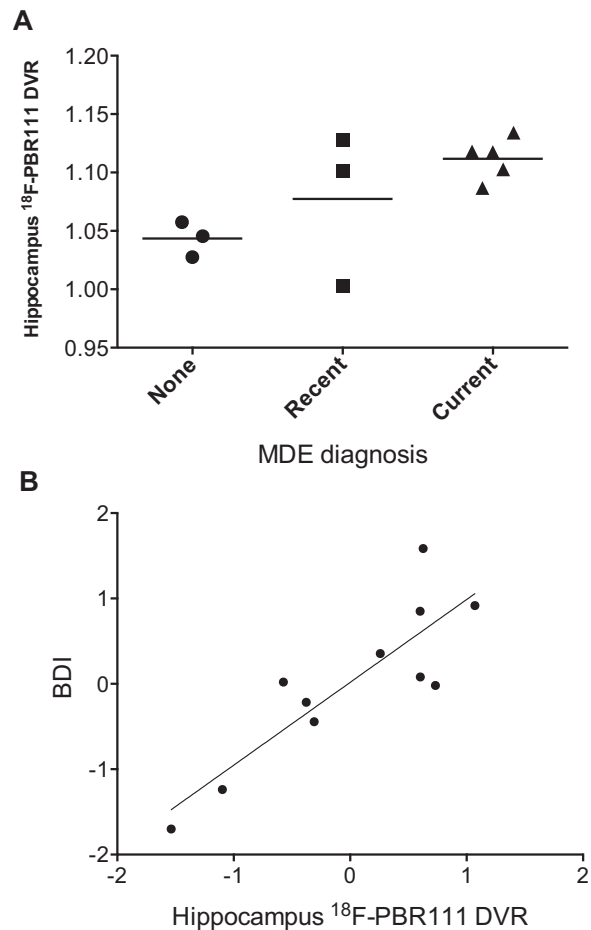 A
Hippocampus ¹⁸F-PBR111 DVR
1.20
1.15
1.10
1.05
1.00
0.95
None
Recent
Current
MDE diagnosis
B
BDI
2
1
0
-1
-2
-2
-1
0
1
2
Hippocampus ¹⁸F-PBR111 DVR